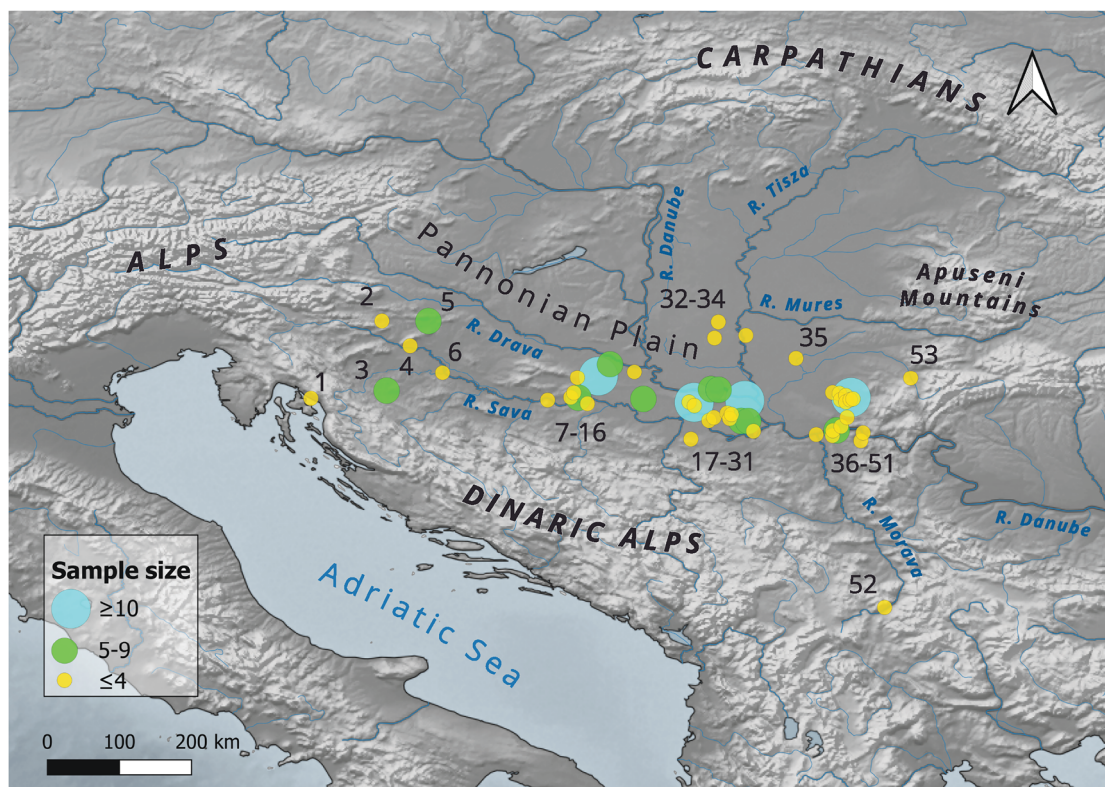 CARPATHIANS
R. Tisza
R. Danube
ALPS
Pannonian Plain
Apuseni
Mountains
32-34
R. Mures
2
5
35
R. Drava
53
3
4
6
1
R. Sava
7-16
17-31
36-51
DINARIC ALPS
R. Morava
R. Danube
Sample size
≥10
5-9
≤4
Adriatic Sea
52
0 100 200 km